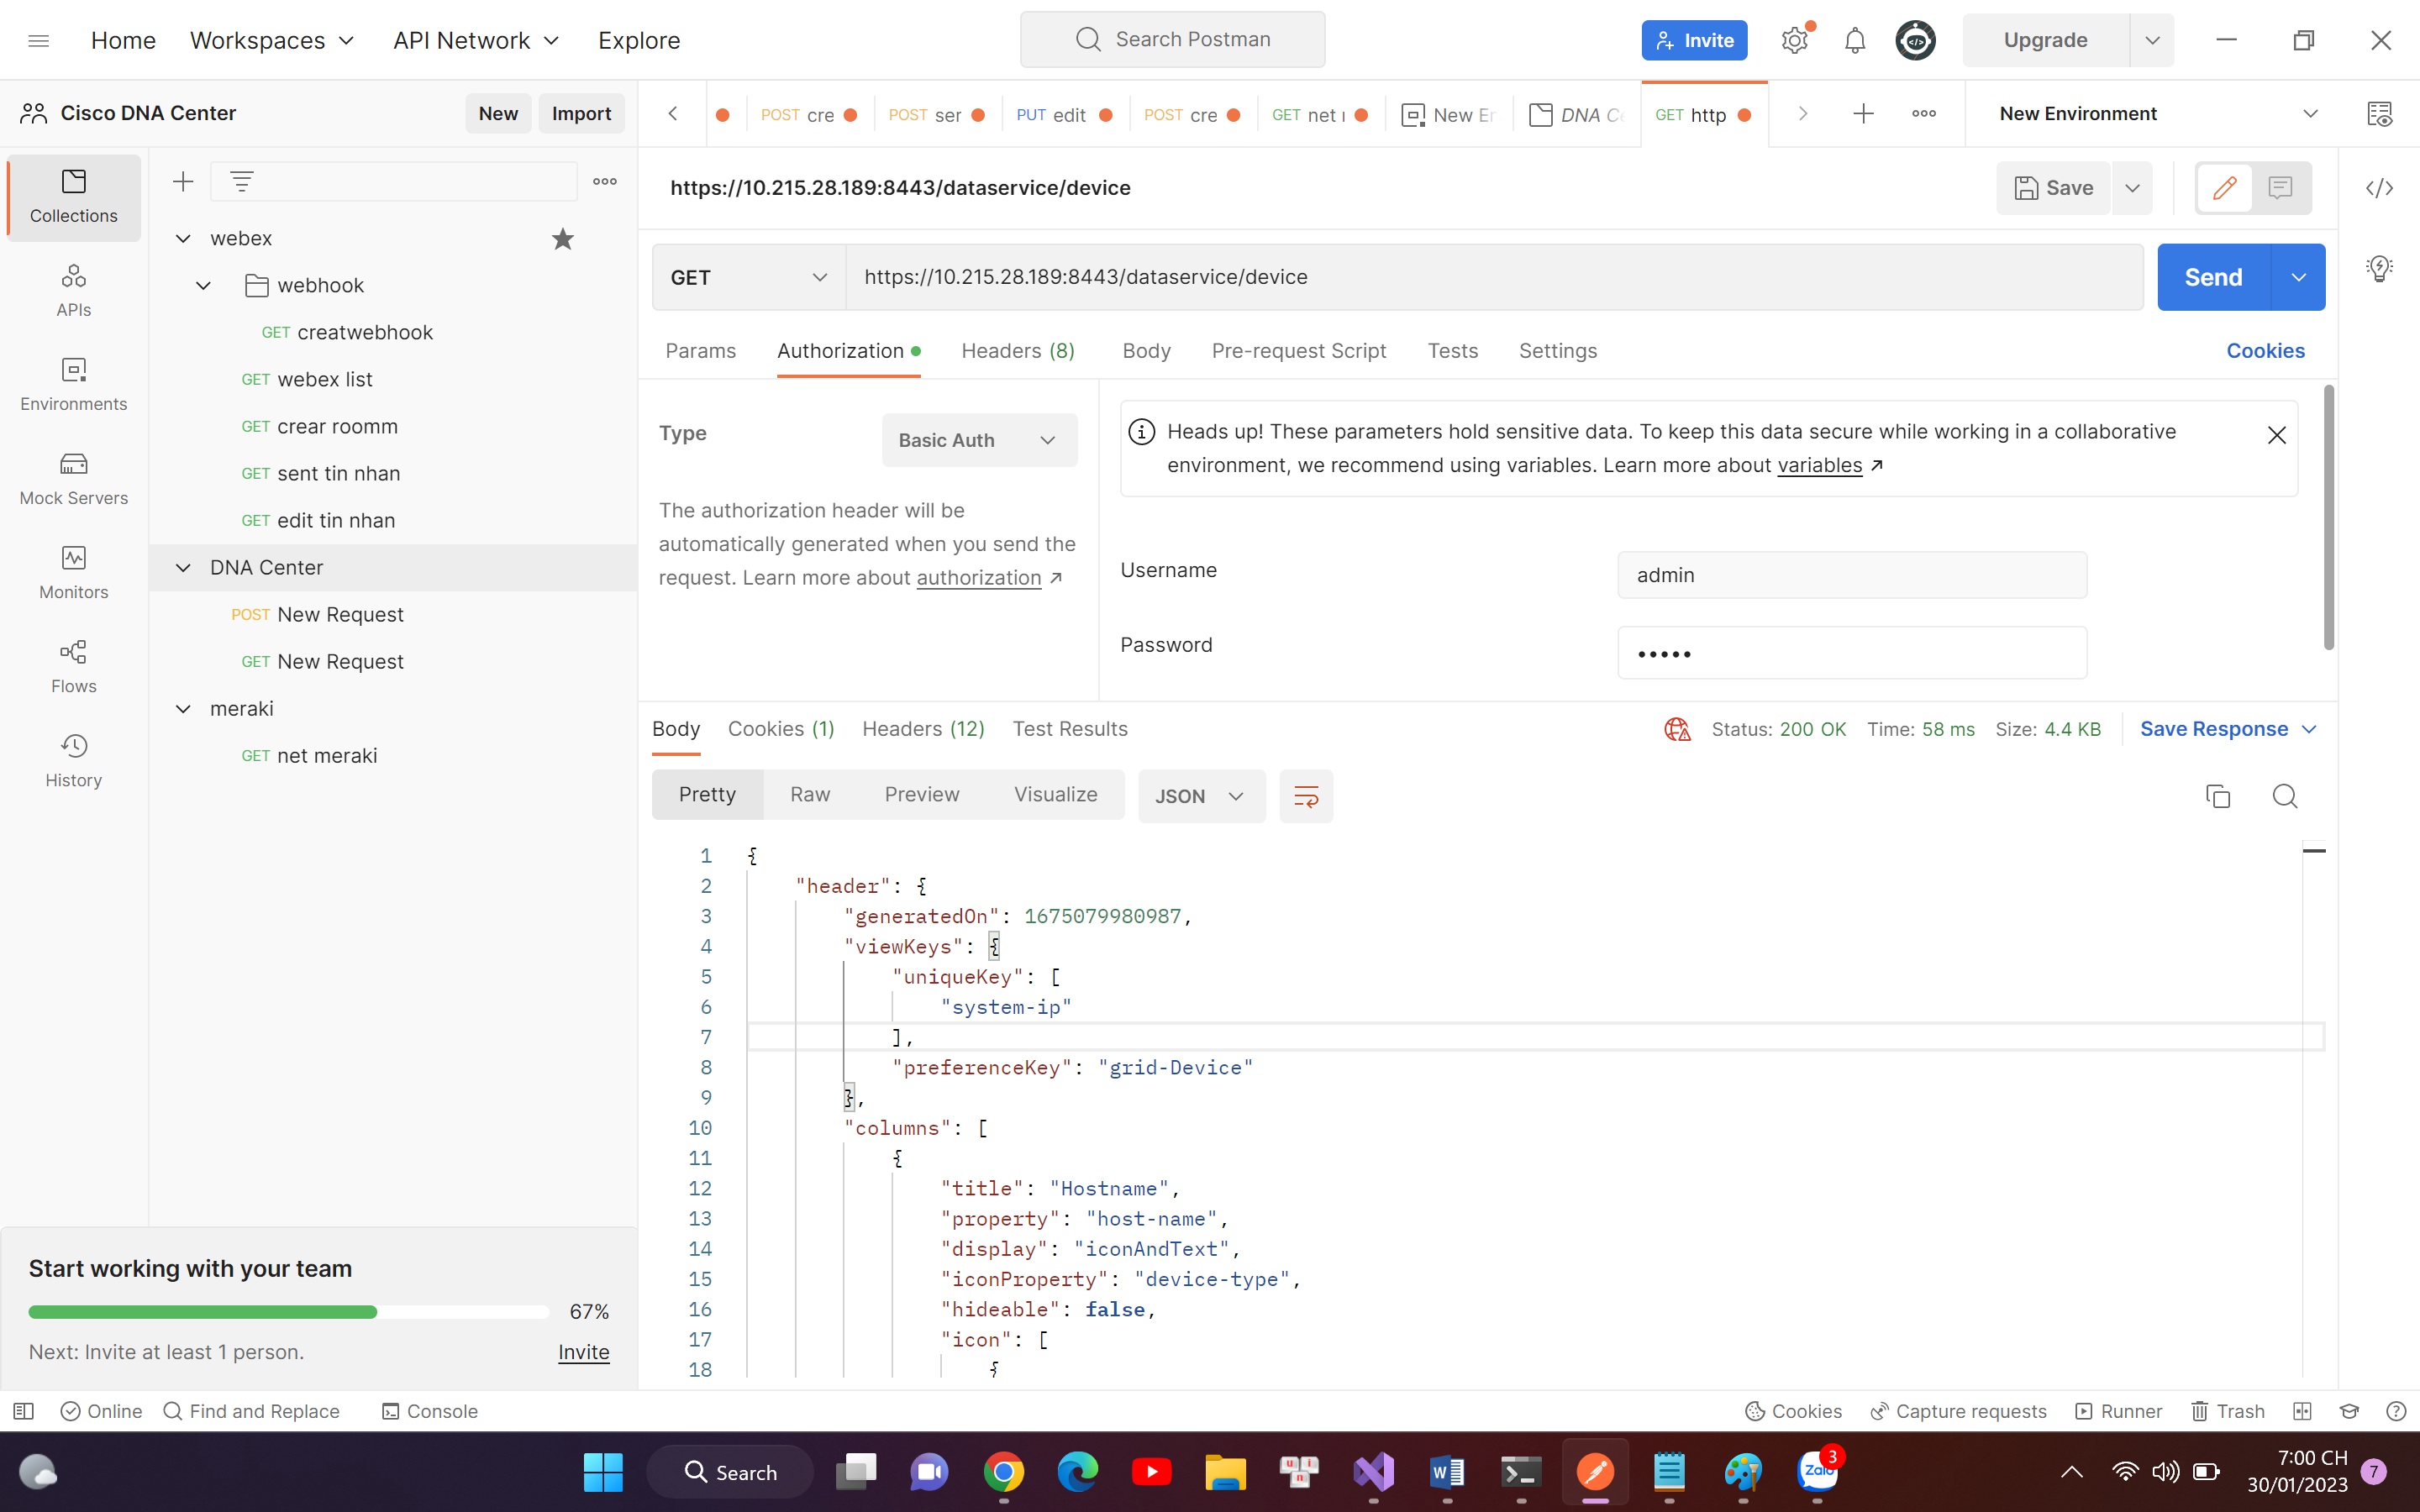 Home Workspaces API Network Explore
Search Postman
Invite
Upgrade
Cisco DNA Center New Import
POST cre POST ser PUT edit POST cre GET net New En DNA C GET http
New Environment
Collections
APIs
Environments
Mock Servers
Monitors
Flows
History
webex
webhook
GET creatwebhook
GET webex list
GET crear roomm
GET sent tin nhan
GET edit tin nhan
DNA Center
POST New Request
GET New Request
meraki
GET net meraki
Start working with your team
67%
Next: Invite at least 1 person. Invite
https://10.215.28.189:8443/dataservice/device
Save
GET https://10.215.28.189:8443/dataservice/device Send
Params Authorization Headers (8) Body Pre-request Script Tests Settings Cookies
Type Basic Auth
The authorization header will be
automatically generated when you send the
request. Learn more about authorization ↗
Heads up! These parameters hold sensitive data. To keep this data secure while working in a collaborative
environment, we recommend using variables. Learn more about variables ↗
Username admin
Password •••••
Body Cookies (1) Headers (12) Test Results Status: 200 OK Time: 58 ms Size: 4.4 KB Save Response
Pretty Raw Preview Visualize JSON
1 {
2 "header": {
3 "generatedOn": 1675079980987,
4 "viewKeys": {
5 "uniqueKey": [
6 "system-ip"
7 ],
8 "preferenceKey": "grid-Device"
9 },
10 "columns": [
11 {
12 "title": "Hostname",
13 "property": "host-name",
14 "display": "iconAndText",
15 "iconProperty": "device-type",
16 "hideable": false,
17 "icon": [
18 {
Online Find and Replace Console Cookies Capture requests Runner Trash
Search
Zalo 3
7:00 CH
30/01/2023
7